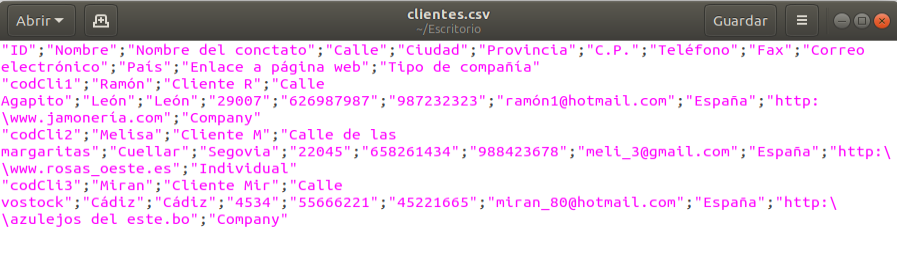 Abrir
clientes.csv
~/Escritorio
Guardar
"ID";"Nombre";"Nombre del conctato";"Calle";"Ciudad";"Provincia";"C.P.";"Teléfono";"Fax";"Correo
electrónico";"País";"Enlace a página web";"Tipo de compañía"
"codCli1";"Ramón";"Cliente R";"Calle
Agapito";"León";"León";"29007";"626987987";"987232323";"ramón1@hotmail.com";"España";"http:
\www.jamoneria.com";"Company"
"codCli2";"Melisa";"Cliente M";"Calle de las
margaritas";"Cuellar";"Segovia";"22045";"658261434";"988423678";"meli_3@gmail.com";"España";"http:\
\www.rosas_oeste.es";"Individual"
"codCli3";"Miran";"Cliente Mir";"Calle
vostock";"Cádiz";"Cádiz";"4534";"55666221";"45221665";"miran_80@hotmail.com";"España";"http:\
\azulejos del este.bo";"Company"